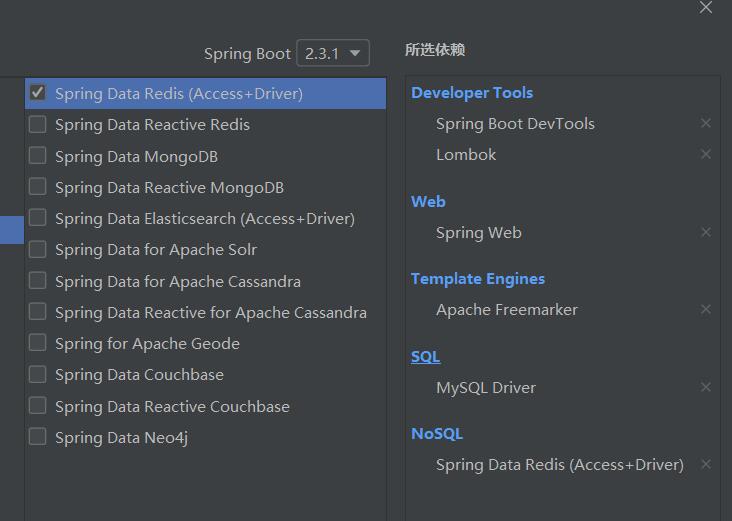 Spring Boot 2.3.1
Spring Data Redis (Access+Driver)
Spring Data Reactive Redis
Spring Data MongoDB
Spring Data Reactive MongoDB
Spring Data Elasticsearch (Access+Driver)
Spring Data for Apache Solr
Spring Data for Apache Cassandra
Spring Data Reactive for Apache Cassandra
Spring for Apache Geode
Spring Data Couchbase
Spring Data Reactive Couchbase
Spring Data Neo4j
所选依赖
Developer Tools
Spring Boot DevTools
Lombok
Web
Spring Web
Template Engines
Apache Freemarker
SQL
MySQL Driver
NoSQL
Spring Data Redis (Access+Driver)